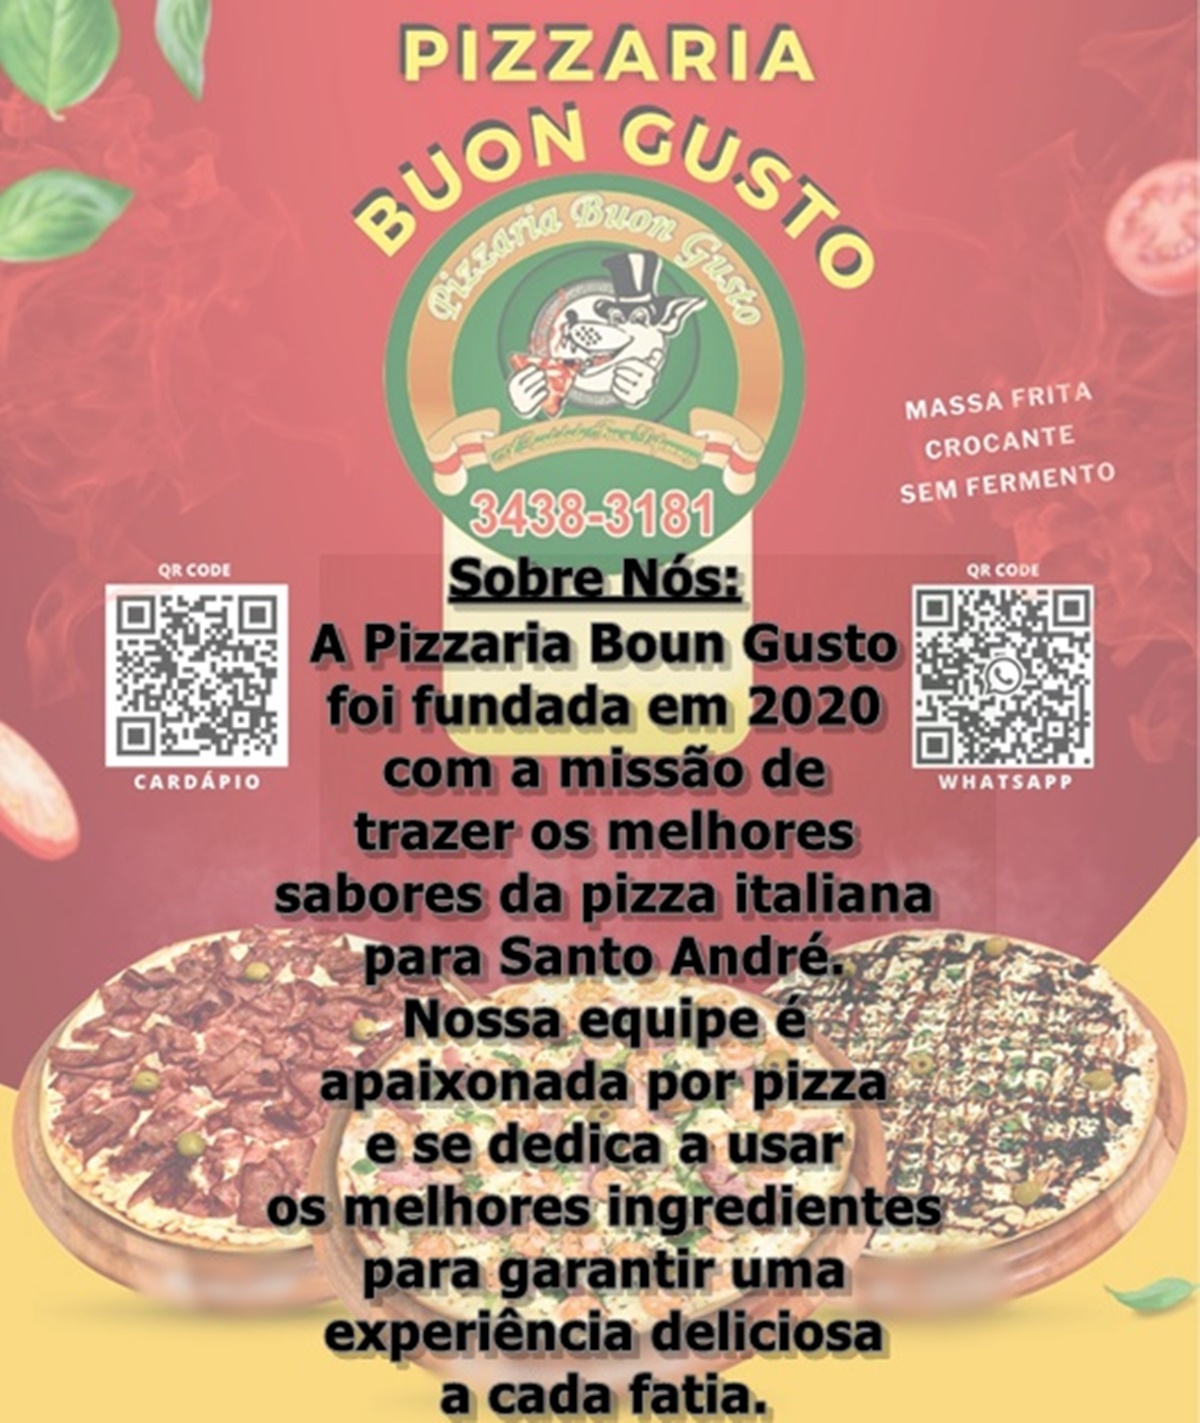 PIZZARIA
BUON GUSTO
Pizzaria Buon Gusto
3438-3181
MASSA FRITA
CROCANTE
SEM FERMENTO
QR CODE
CARDÁPIO
QR CODE
WHATSAPP
Sobre Nós:
A Pizzaria Boun Gusto
foi fundada em 2020
com a missão de
trazer os melhores
sabores da pizza italiana
para Santo André.
Nossa equipe é
apaixonada por pizza
e se dedica a usar
os melhores ingredientes
para garantir uma
experiência deliciosa
a cada fatia.